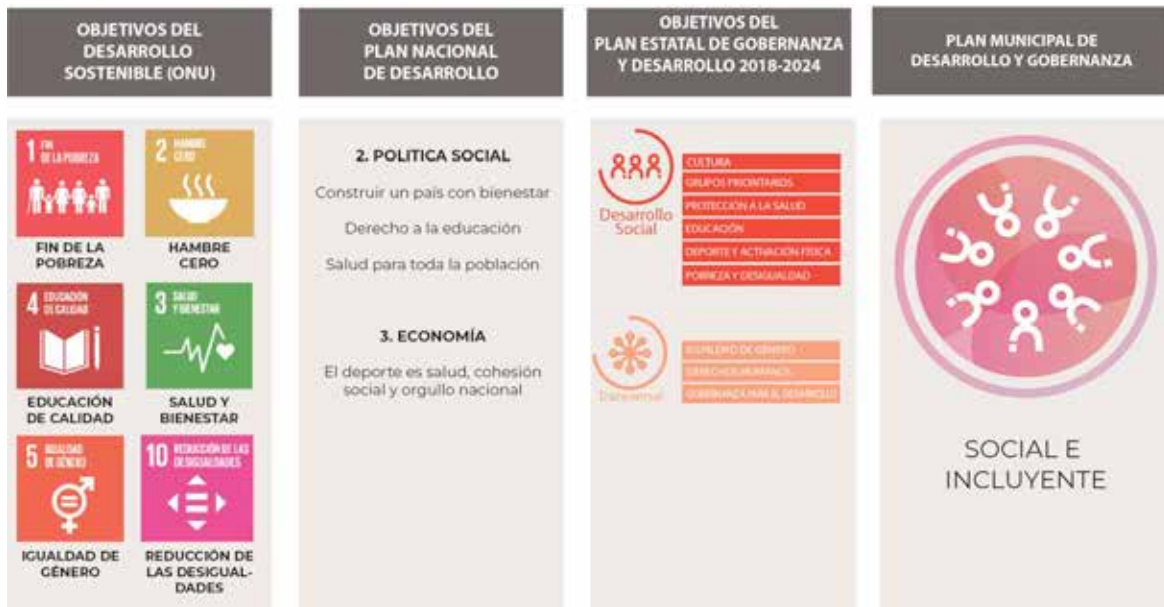 OBJETIVOS DEL
DESARROLLO
SOSTENIBLE (ONU)
1 FIN
DE LA POBREZA
2 HAMBRE
CERO
FIN DE LA
POBREZA
HAMBRE
CERO
4 EDUCACIÓN
DE CALIDAD
3 SALUD
Y BIENESTAR
EDUCACIÓN
DE CALIDAD
SALUD Y
BIENESTAR
5 IGUALDAD
DE GÉNERO
10 REDUCCIÓN DE LAS
DESIGUALDADES
IGUALDAD DE
GÉNERO
REDUCCIÓN DE
LAS DESIGUAL-
DADES
OBJETIVOS DEL
PLAN NACIONAL
DE DESARROLLO
2. POLITICA SOCIAL
Construir un país con bienestar
Derecho a la educación
Salud para toda la población
3. ECONOMÍA
El deporte es salud, cohesión
social y orgullo nacional
OBJETIVOS DEL
PLAN ESTATAL DE GOBERNANZA
Y DESARROLLO 2018-2024
Desarrollo
Social
CULTURA
GRUPOS PRIORITARIOS
PROTECCION A LA SALUD
EDUCACIÓN
DEPORTE Y ACTIVACIÓN FÍSICA
POBREZA Y DESIGUALDAD
Transversal
IGUALDAD DE GÉNERO
DERECHOS HUMANOS
GOBERNANZA PARA EL DESARROLLO
PLAN MUNICIPAL DE
DESARROLLO Y GOBERNANZA
SOCIAL E
INCLUYENTE